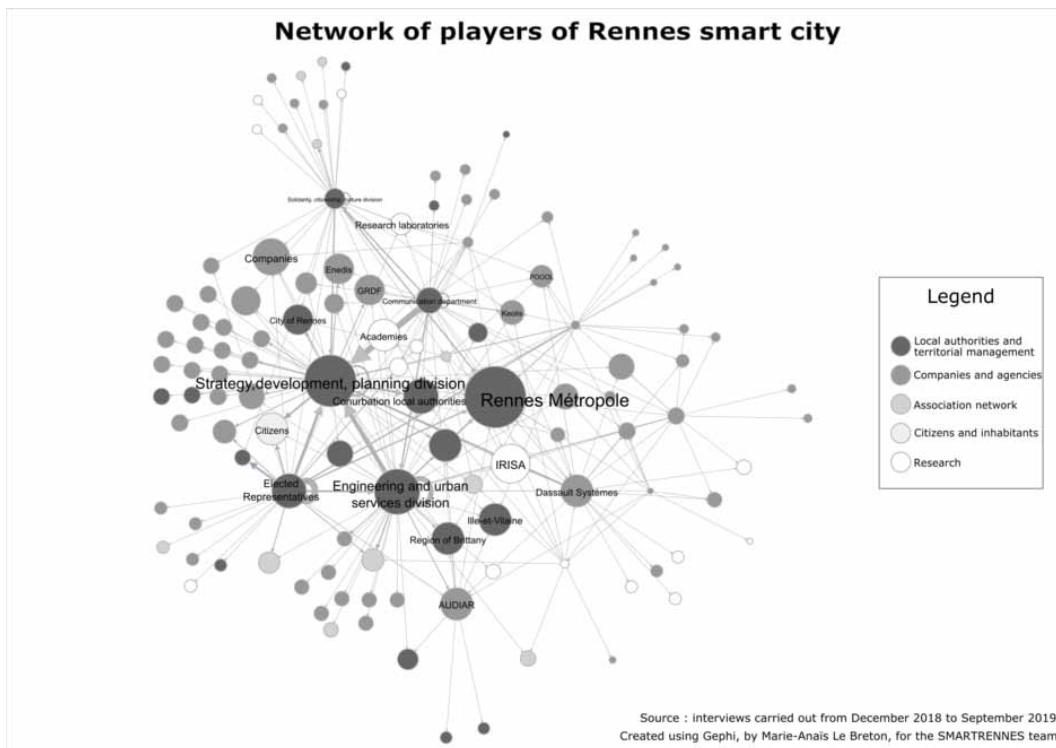 Network of players of Rennes smart city
Solidarity, citizenship, culture division
Research laboratories
Companies
Enedis
GRDF
POOOL
Communication department
Keolis
City of Rennes
Academies
Strategy,development, planning division
Conurbation local authorities
Rennes Métropole
Citizens
IRISA
Elected
Representatives
Engineering and urban
services division
Dassault Systèmes
Ille-et-Vilaine
Region of Brittany
AUDIAR
Legend
Local authorities and
territorial management
Companies and agencies
Association network
Citizens and inhabitants
Research
Source : interviews carried out from December 2018 to September 2019
Created using Gephi, by Marie-Anaïs Le Breton, for the SMARTRENNES team